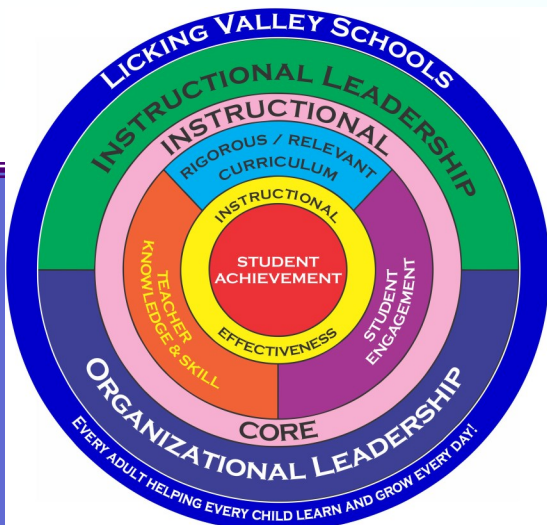 LICKING VALLEY SCHOOLS
INSTRUCTIONAL LEADERSHIP
INSTRUCTIONAL
RIGOROUS / RELEVANT
CURRICULUM
INSTRUCTIONAL
STUDENT
ACHIEVEMENT
EFFECTIVENESS
TEACHER
KNOWLEDGE & SKILL
STUDENT
ENGAGEMENT
CORE
ORGANIZATIONAL LEADERSHIP
EVERY ADULT HELPING EVERY CHILD LEARN AND GROW EVERY DAY!